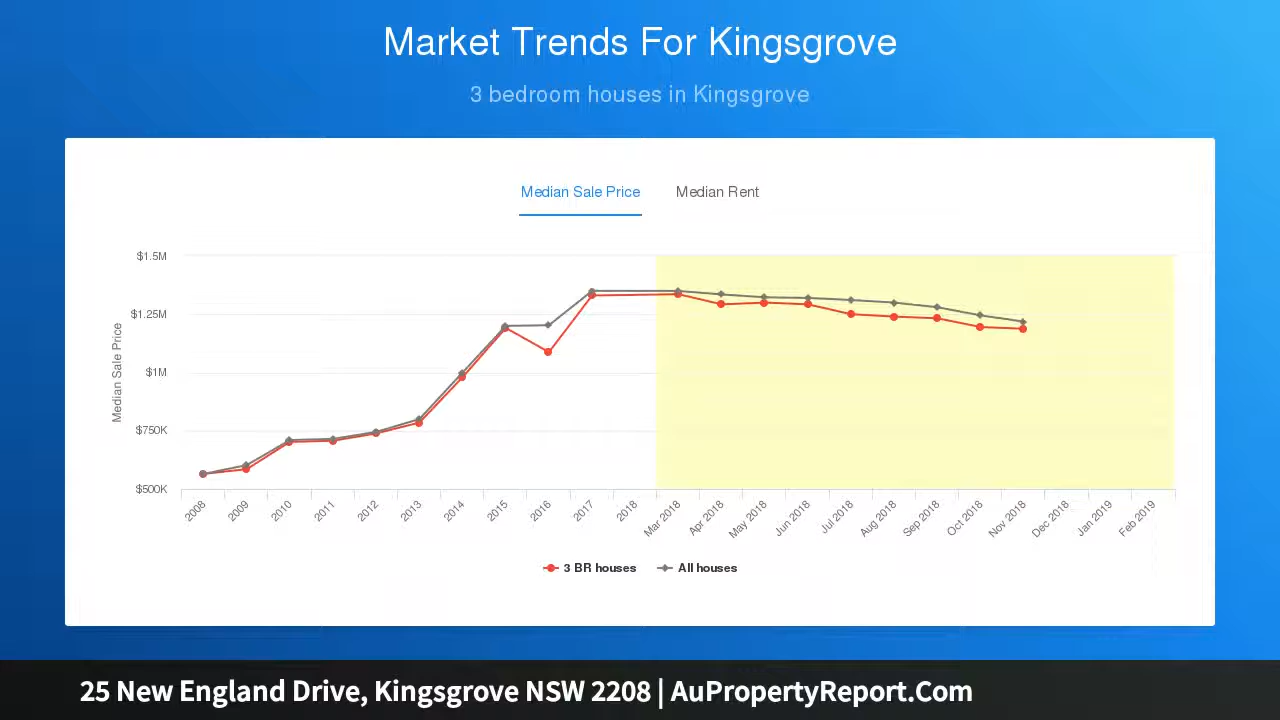 Market Trends For Kingsgrove
3 bedroom houses in Kingsgrove
Median Sale Price Median Rent
Median Sale Price
$1.5M
$1.25M
$1M
$750K
$500K
2008 2009 2010 2011 2012 2013 2014 2015 2016 2017 2018 Mar 2018 Apr 2018 May 2018 Jun 2018 Jul 2018 Aug 2018 Sep 2018 Oct 2018 Nov 2018 Dec 2018 Jan 2019 Feb 2019
3 BR houses All houses
25 New England Drive, Kingsgrove NSW 2208 | AuPropertyReport.Com